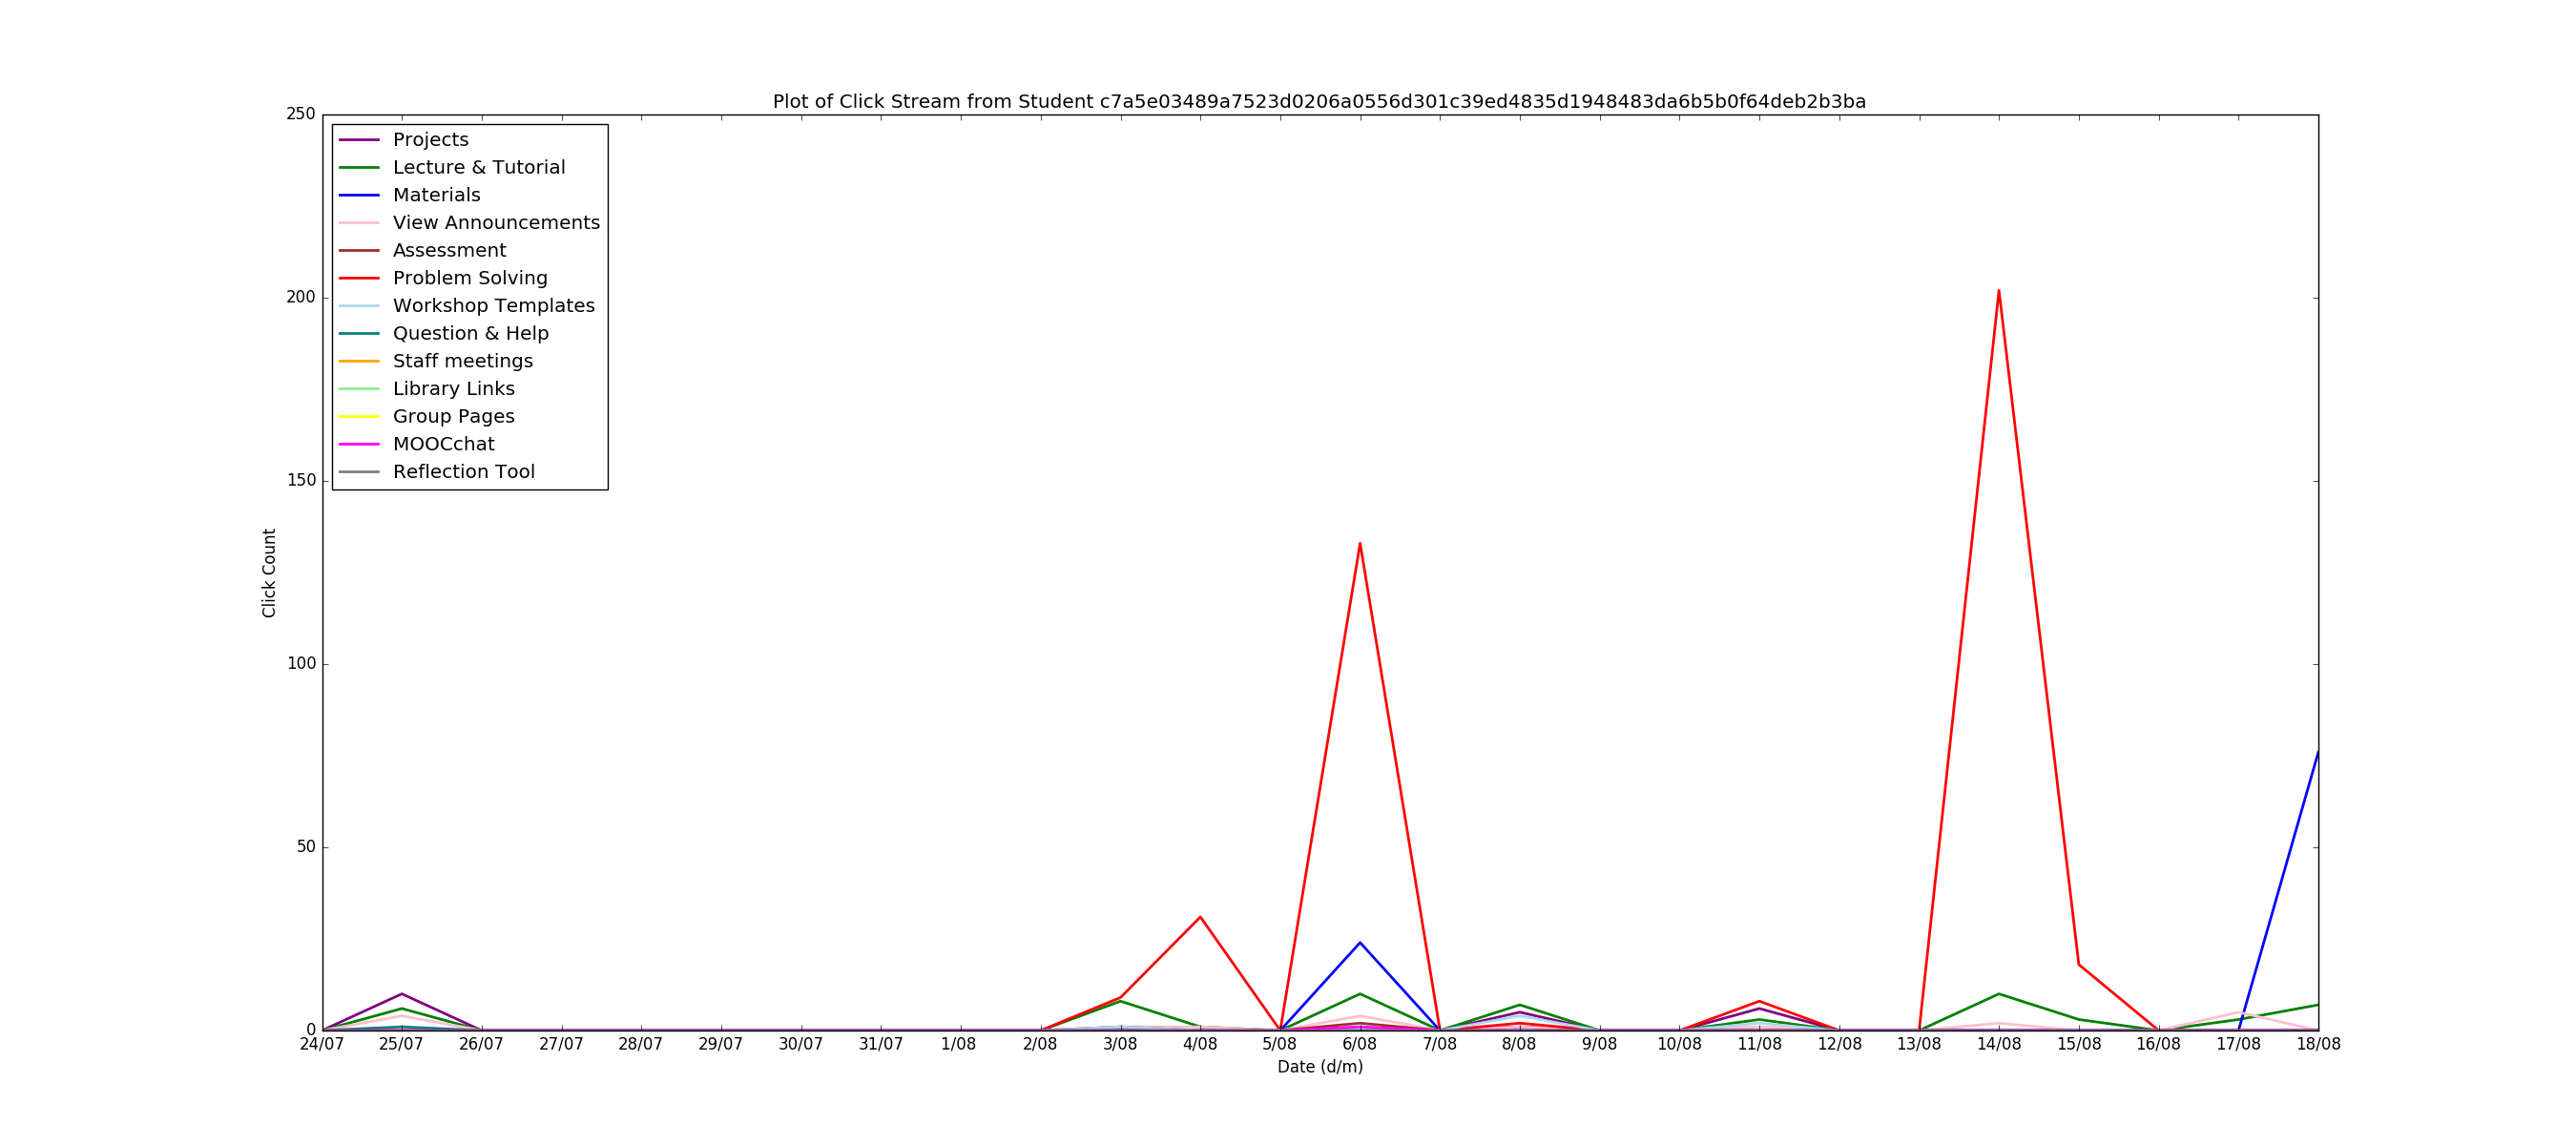 Plot of Click Stream from Student c7a5e03489a7523d0206a0556d301c39ed4835d1948483da6b5b0f64deb2b3ba
250
200
150
100
50
0
Click Count
Projects
Lecture & Tutorial
Materials
View Announcements
Assessment
Problem Solving
Workshop Templates
Question & Help
Staff meetings
Library Links
Group Pages
MOOCchat
Reflection Tool
24/07 25/07 26/07 27/07 28/07 29/07 30/07 31/07 1/08 2/08 3/08 4/08 5/08 6/08 7/08 8/08 9/08 10/08 11/08 12/08 13/08 14/08 15/08 16/08 17/08 18/08
Date (d/m)